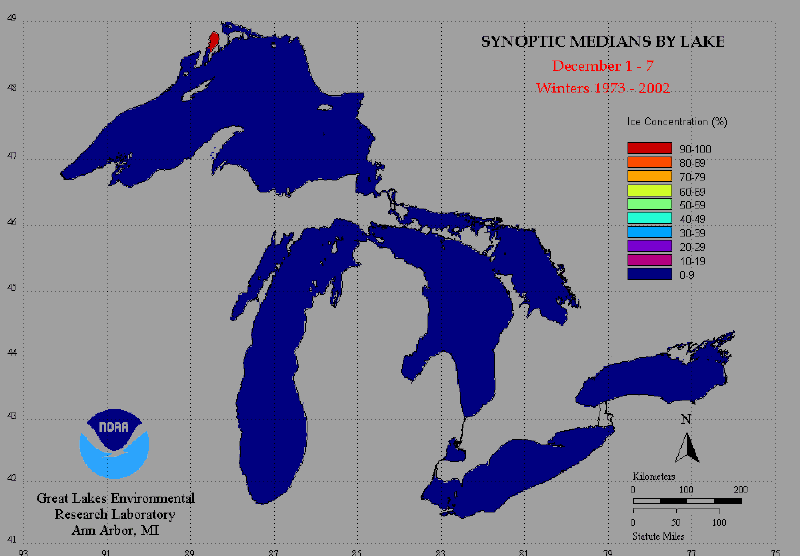 49
SYNOPTIC MEDIANS BY LAKE
December 1 - 7
Winters 1973 - 2002
48
Ice Concentration (%)
90-100
80-89
70-79
60-69
50-59
40-49
30-39
20-29
10-19
0-9
47
46
45
44
43
42
41
NOAA
Great Lakes Environmental
Research Laboratory
Ann Arbor, MI
N
Kilometers
0 100 200
0 50 100
Statute Miles
93 91 89 87 85 83 81 79 77 75